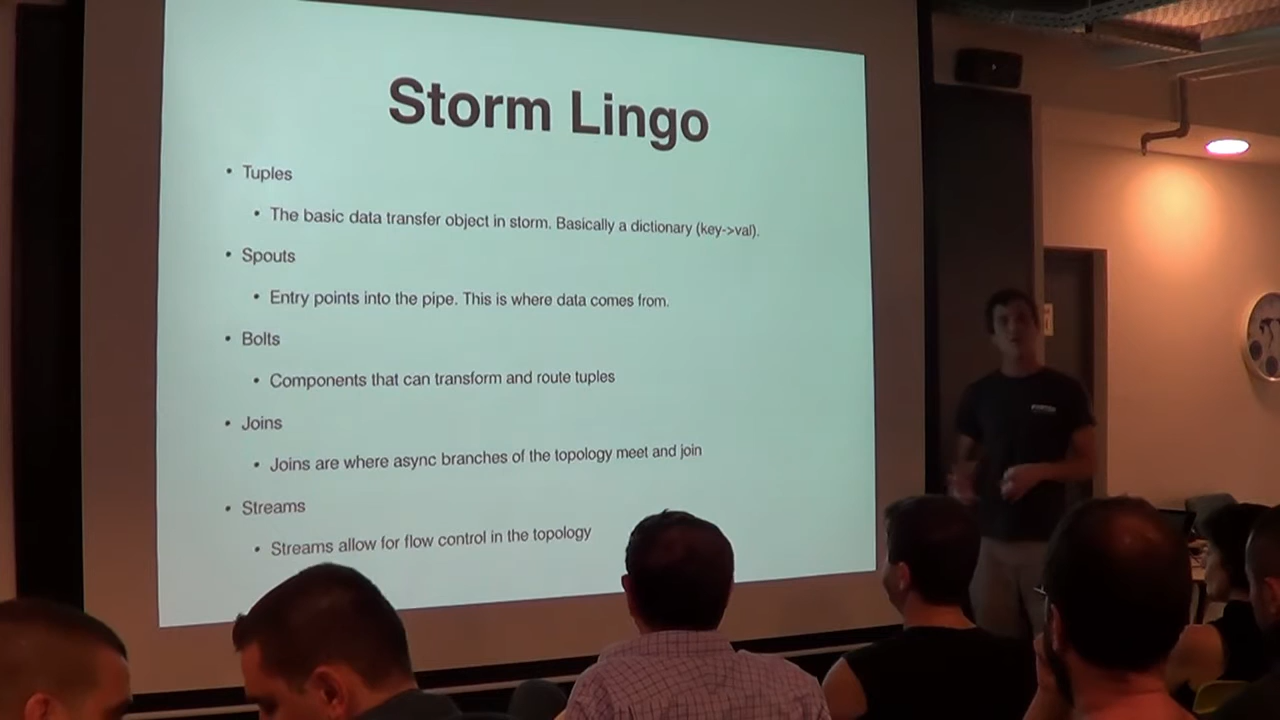 Storm Lingo
• Tuples
• The basic data transfer object in storm. Basically a dictionary (key->val).
• Spouts
• Entry points into the pipe. This is where data comes from.
• Bolts
• Components that can transform and route tuples
• Joins
• Joins are where async branches of the topology meet and join
• Streams
• Streams allow for flow control in the topology